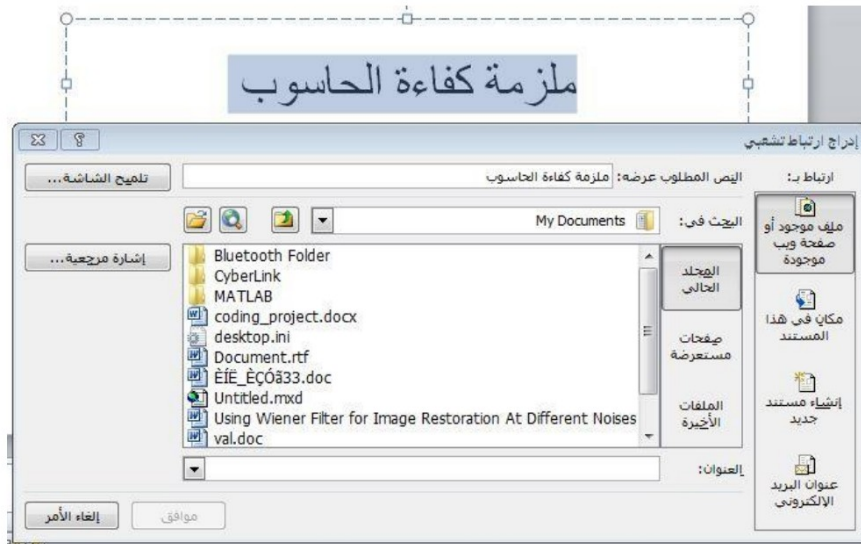 ملزمة كفاءة الحاسوب
إدراج ارتباط تشعبي
ارتباط بـ:
النص المطلوب عرضه: ملزمة كفاءة الحاسوب
تلميح الشاشة...
ملف موجود أو
صفحة ويب
موجودة
مكان في هذا
المستند
إنشاء مستند
جديد
عنوان البريد
الإلكتروني
البحث في:
My Documents
المجلد
الحالي
صفحات
مستعرضة
الملفات
الأخيرة
Bluetooth Folder
CyberLink
MATLAB
coding_project.docx
desktop.ini
Document.rtf
ÈÍË_ÈÇÓã33.doc
Untitled.mxd
Using Wiener Filter for Image Restoration At Different Noises
val.doc
إشارة مرجعية...
العنوان:
موافق
إلغاء الأمر